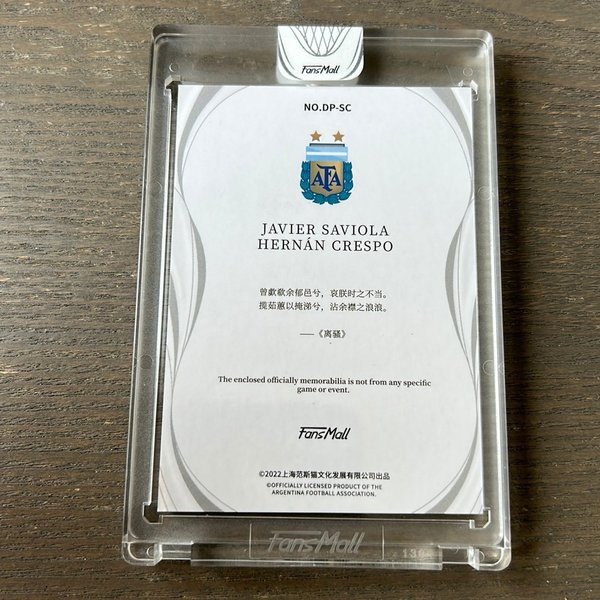 FansMall
NO.DP-SC
AFA
JAVIER SAVIOLA
HERNÁN CRESPO
曾歔欷余郁邑兮，哀朕时之不当。
揽茹蕙以掩涕兮，沾余襟之浪浪。
——《离骚》
The enclosed officially memorabilia is not from any specific
game or event.
FansMall
©2022上海范斯猫文化发展有限公司出品
©OFFICIALLY LICENSED PRODUCT OF THE
ARGENTINA FOOTBALL ASSOCIATION.
FansMall